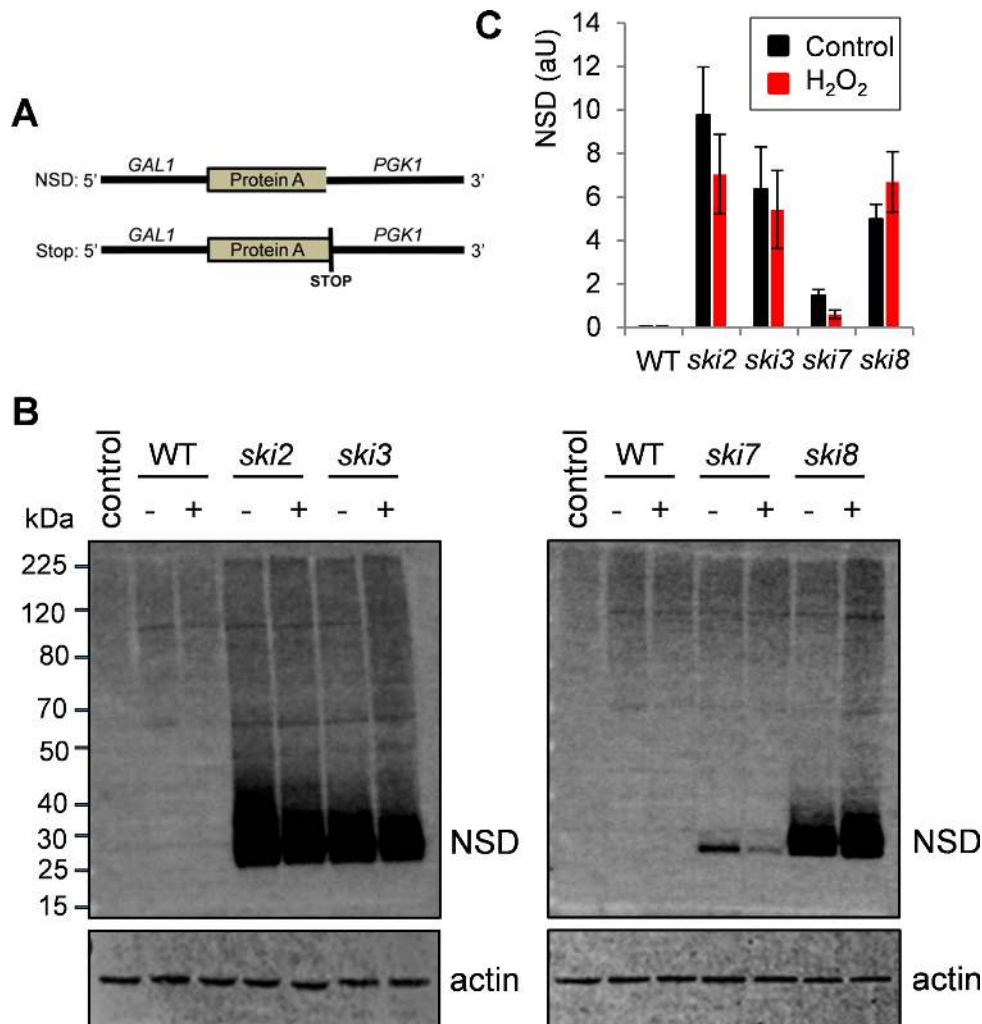 A
GAL1 PGK1
NSD: 5' Protein A 3'
GAL1 PGK1
Stop: 5' Protein A 3'
STOP
C
NSD (aU)
14
12
10
8
6
4
2
0
Control
H₂O₂
WT ski2 ski3 ski7 ski8
B
control WT ski2 ski3
- + - + - +
kDa
225
120
80
70
50
40
30
25
15
NSD
actin
control WT ski7 ski8
- + - + - +
NSD
actin